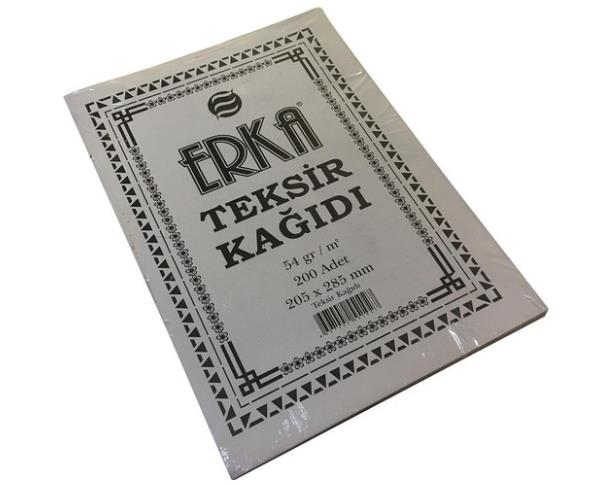 ERKA®
TEKSİR
KAĞIDI
54 gr / m²
200 Adet
205 x 285 mm
Teksir Kağıdı